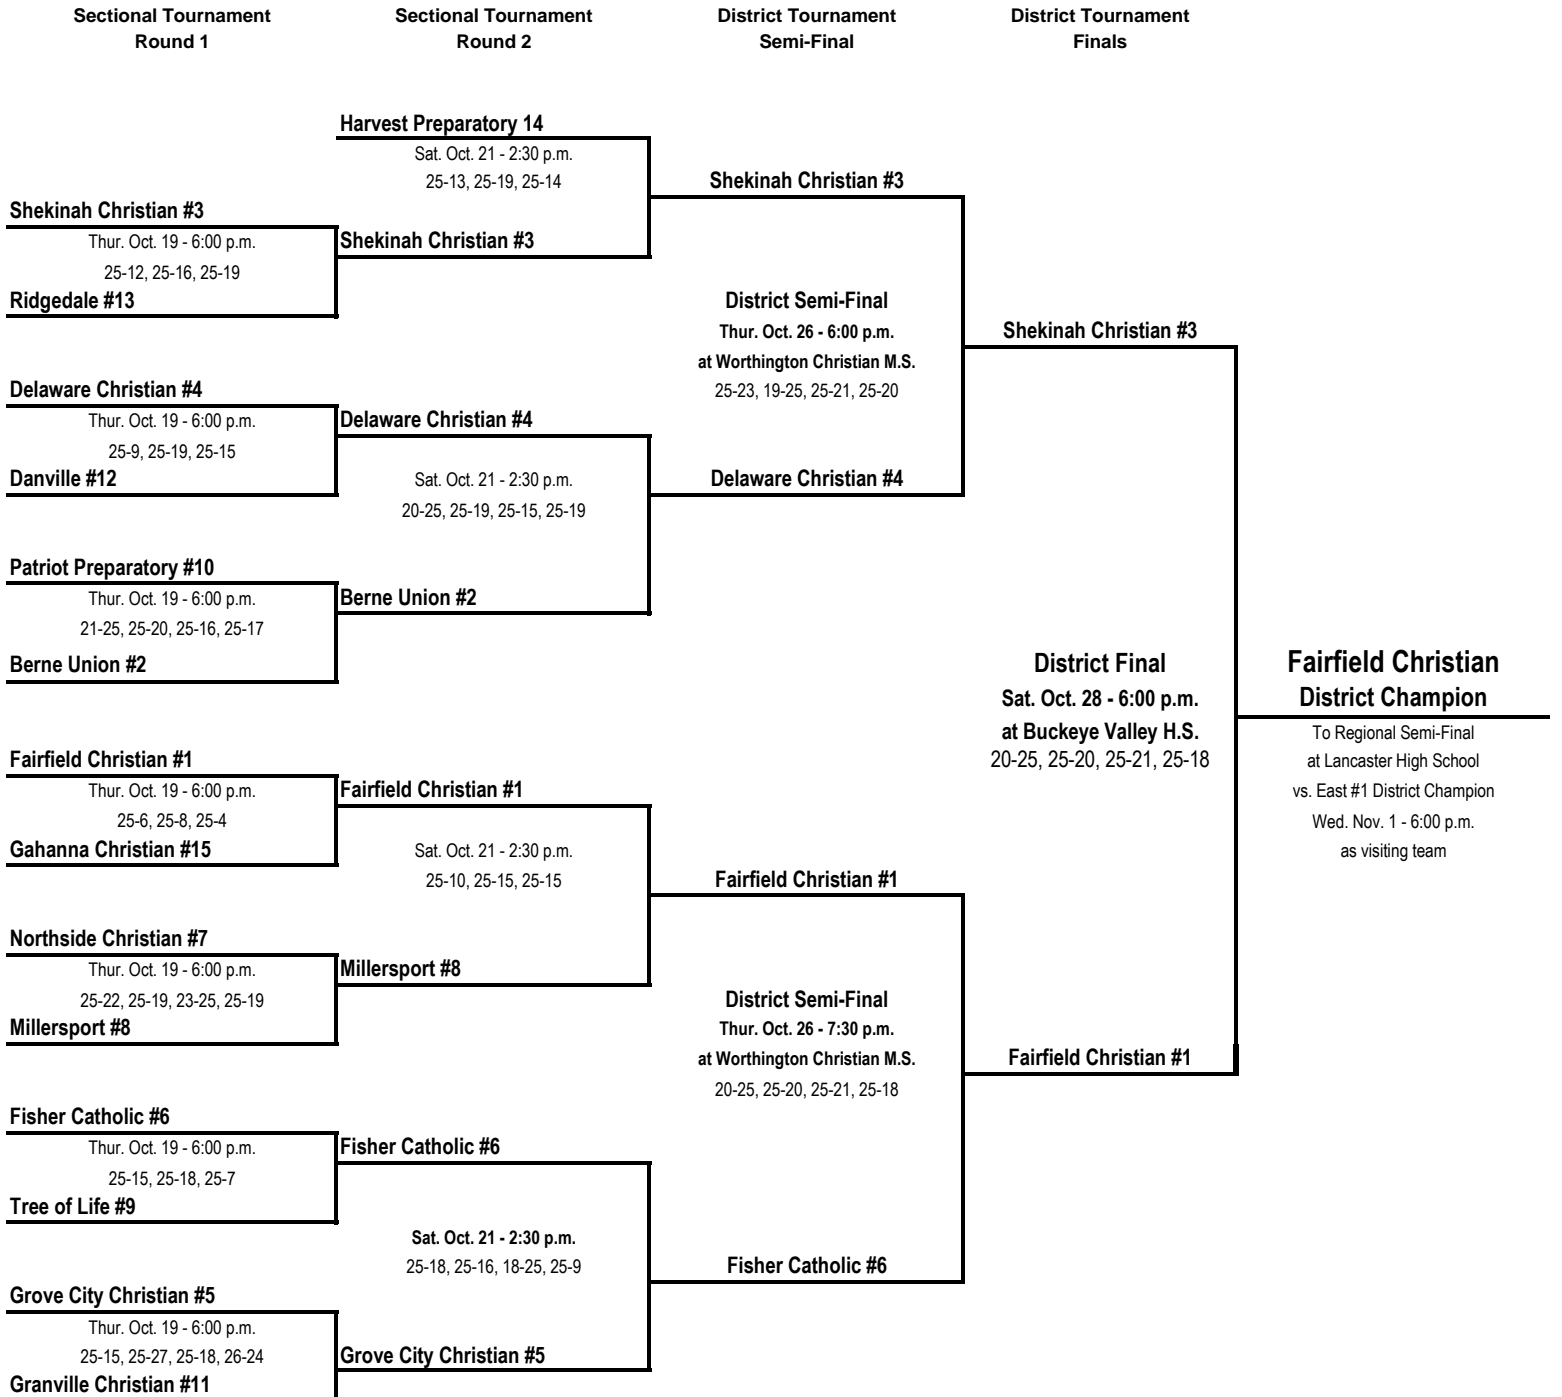 Sectional Tournament
Round 1
Sectional Tournament
Round 2
District Tournament
Semi-Final
District Tournament
Finals
Harvest Preparatory 14
Sat. Oct. 21 - 2:30 p.m.
25-13, 25-19, 25-14
Shekinah Christian #3
Shekinah Christian #3
Thur. Oct. 19 - 6:00 p.m.
25-12, 25-16, 25-19
Ridgedale #13
Shekinah Christian #3
District Semi-Final
Thur. Oct. 26 - 6:00 p.m.
at Worthington Christian M.S.
25-23, 19-25, 25-21, 25-20
Shekinah Christian #3
Delaware Christian #4
Thur. Oct. 19 - 6:00 p.m.
25-9, 25-19, 25-15
Danville #12
Delaware Christian #4
Sat. Oct. 21 - 2:30 p.m.
20-25, 25-19, 25-15, 25-19
Delaware Christian #4
Patriot Preparatory #10
Thur. Oct. 19 - 6:00 p.m.
21-25, 25-20, 25-16, 25-17
Berne Union #2
Berne Union #2
District Final
Sat. Oct. 28 - 6:00 p.m.
at Buckeye Valley H.S.
20-25, 25-20, 25-21, 25-18
Fairfield Christian
District Champion
To Regional Semi-Final
at Lancaster High School
vs. East #1 District Champion
Wed. Nov. 1 - 6:00 p.m.
as visiting team
Fairfield Christian #1
Thur. Oct. 19 - 6:00 p.m.
25-6, 25-8, 25-4
Gahanna Christian #15
Fairfield Christian #1
Sat. Oct. 21 - 2:30 p.m.
25-10, 25-15, 25-15
Fairfield Christian #1
Northside Christian #7
Thur. Oct. 19 - 6:00 p.m.
25-22, 25-19, 23-25, 25-19
Millersport #8
Millersport #8
District Semi-Final
Thur. Oct. 26 - 7:30 p.m.
at Worthington Christian M.S.
20-25, 25-20, 25-21, 25-18
Fairfield Christian #1
Fisher Catholic #6
Thur. Oct. 19 - 6:00 p.m.
25-15, 25-18, 25-7
Tree of Life #9
Fisher Catholic #6
Sat. Oct. 21 - 2:30 p.m.
25-18, 25-16, 18-25, 25-9
Fisher Catholic #6
Grove City Christian #5
Thur. Oct. 19 - 6:00 p.m.
25-15, 25-27, 25-18, 26-24
Granville Christian #11
Grove City Christian #5